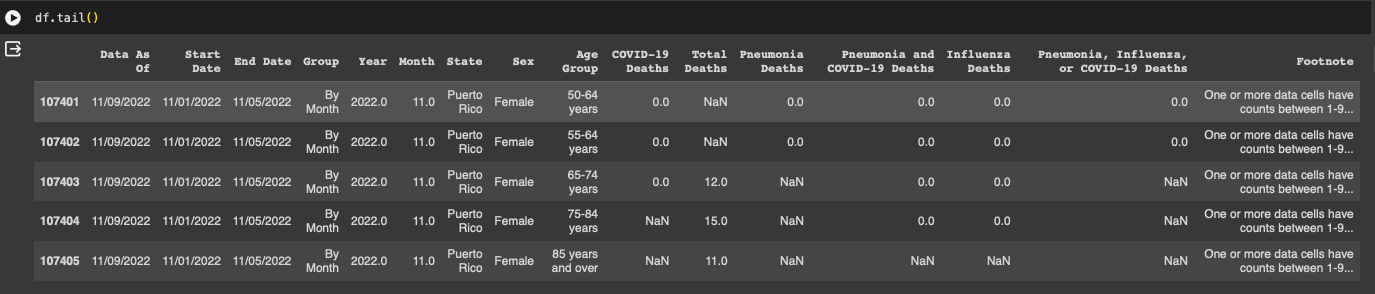 df.tail()
Data As Of Start Date End Date Group Year Month State Sex Age Group COVID-19 Deaths Total Deaths Pneumonia Deaths Pneumonia and COVID-19 Deaths Influenza Deaths Pneumonia, Influenza, or COVID-19 Deaths Footnote
107401 11/09/2022 11/01/2022 11/05/2022 By Month 2022.0 11.0 Puerto Rico Female 50-64 years 0.0 NaN 0.0 0.0 0.0 0.0 One or more data cells have counts between 1-9...
107402 11/09/2022 11/01/2022 11/05/2022 By Month 2022.0 11.0 Puerto Rico Female 55-64 years 0.0 NaN 0.0 0.0 0.0 0.0 One or more data cells have counts between 1-9...
107403 11/09/2022 11/01/2022 11/05/2022 By Month 2022.0 11.0 Puerto Rico Female 65-74 years 0.0 12.0 NaN 0.0 0.0 NaN One or more data cells have counts between 1-9...
107404 11/09/2022 11/01/2022 11/05/2022 By Month 2022.0 11.0 Puerto Rico Female 75-84 years NaN 15.0 NaN 0.0 0.0 NaN One or more data cells have counts between 1-9...
107405 11/09/2022 11/01/2022 11/05/2022 By Month 2022.0 11.0 Puerto Rico Female 85 years and over NaN 11.0 NaN NaN NaN NaN One or more data cells have counts between 1-9...